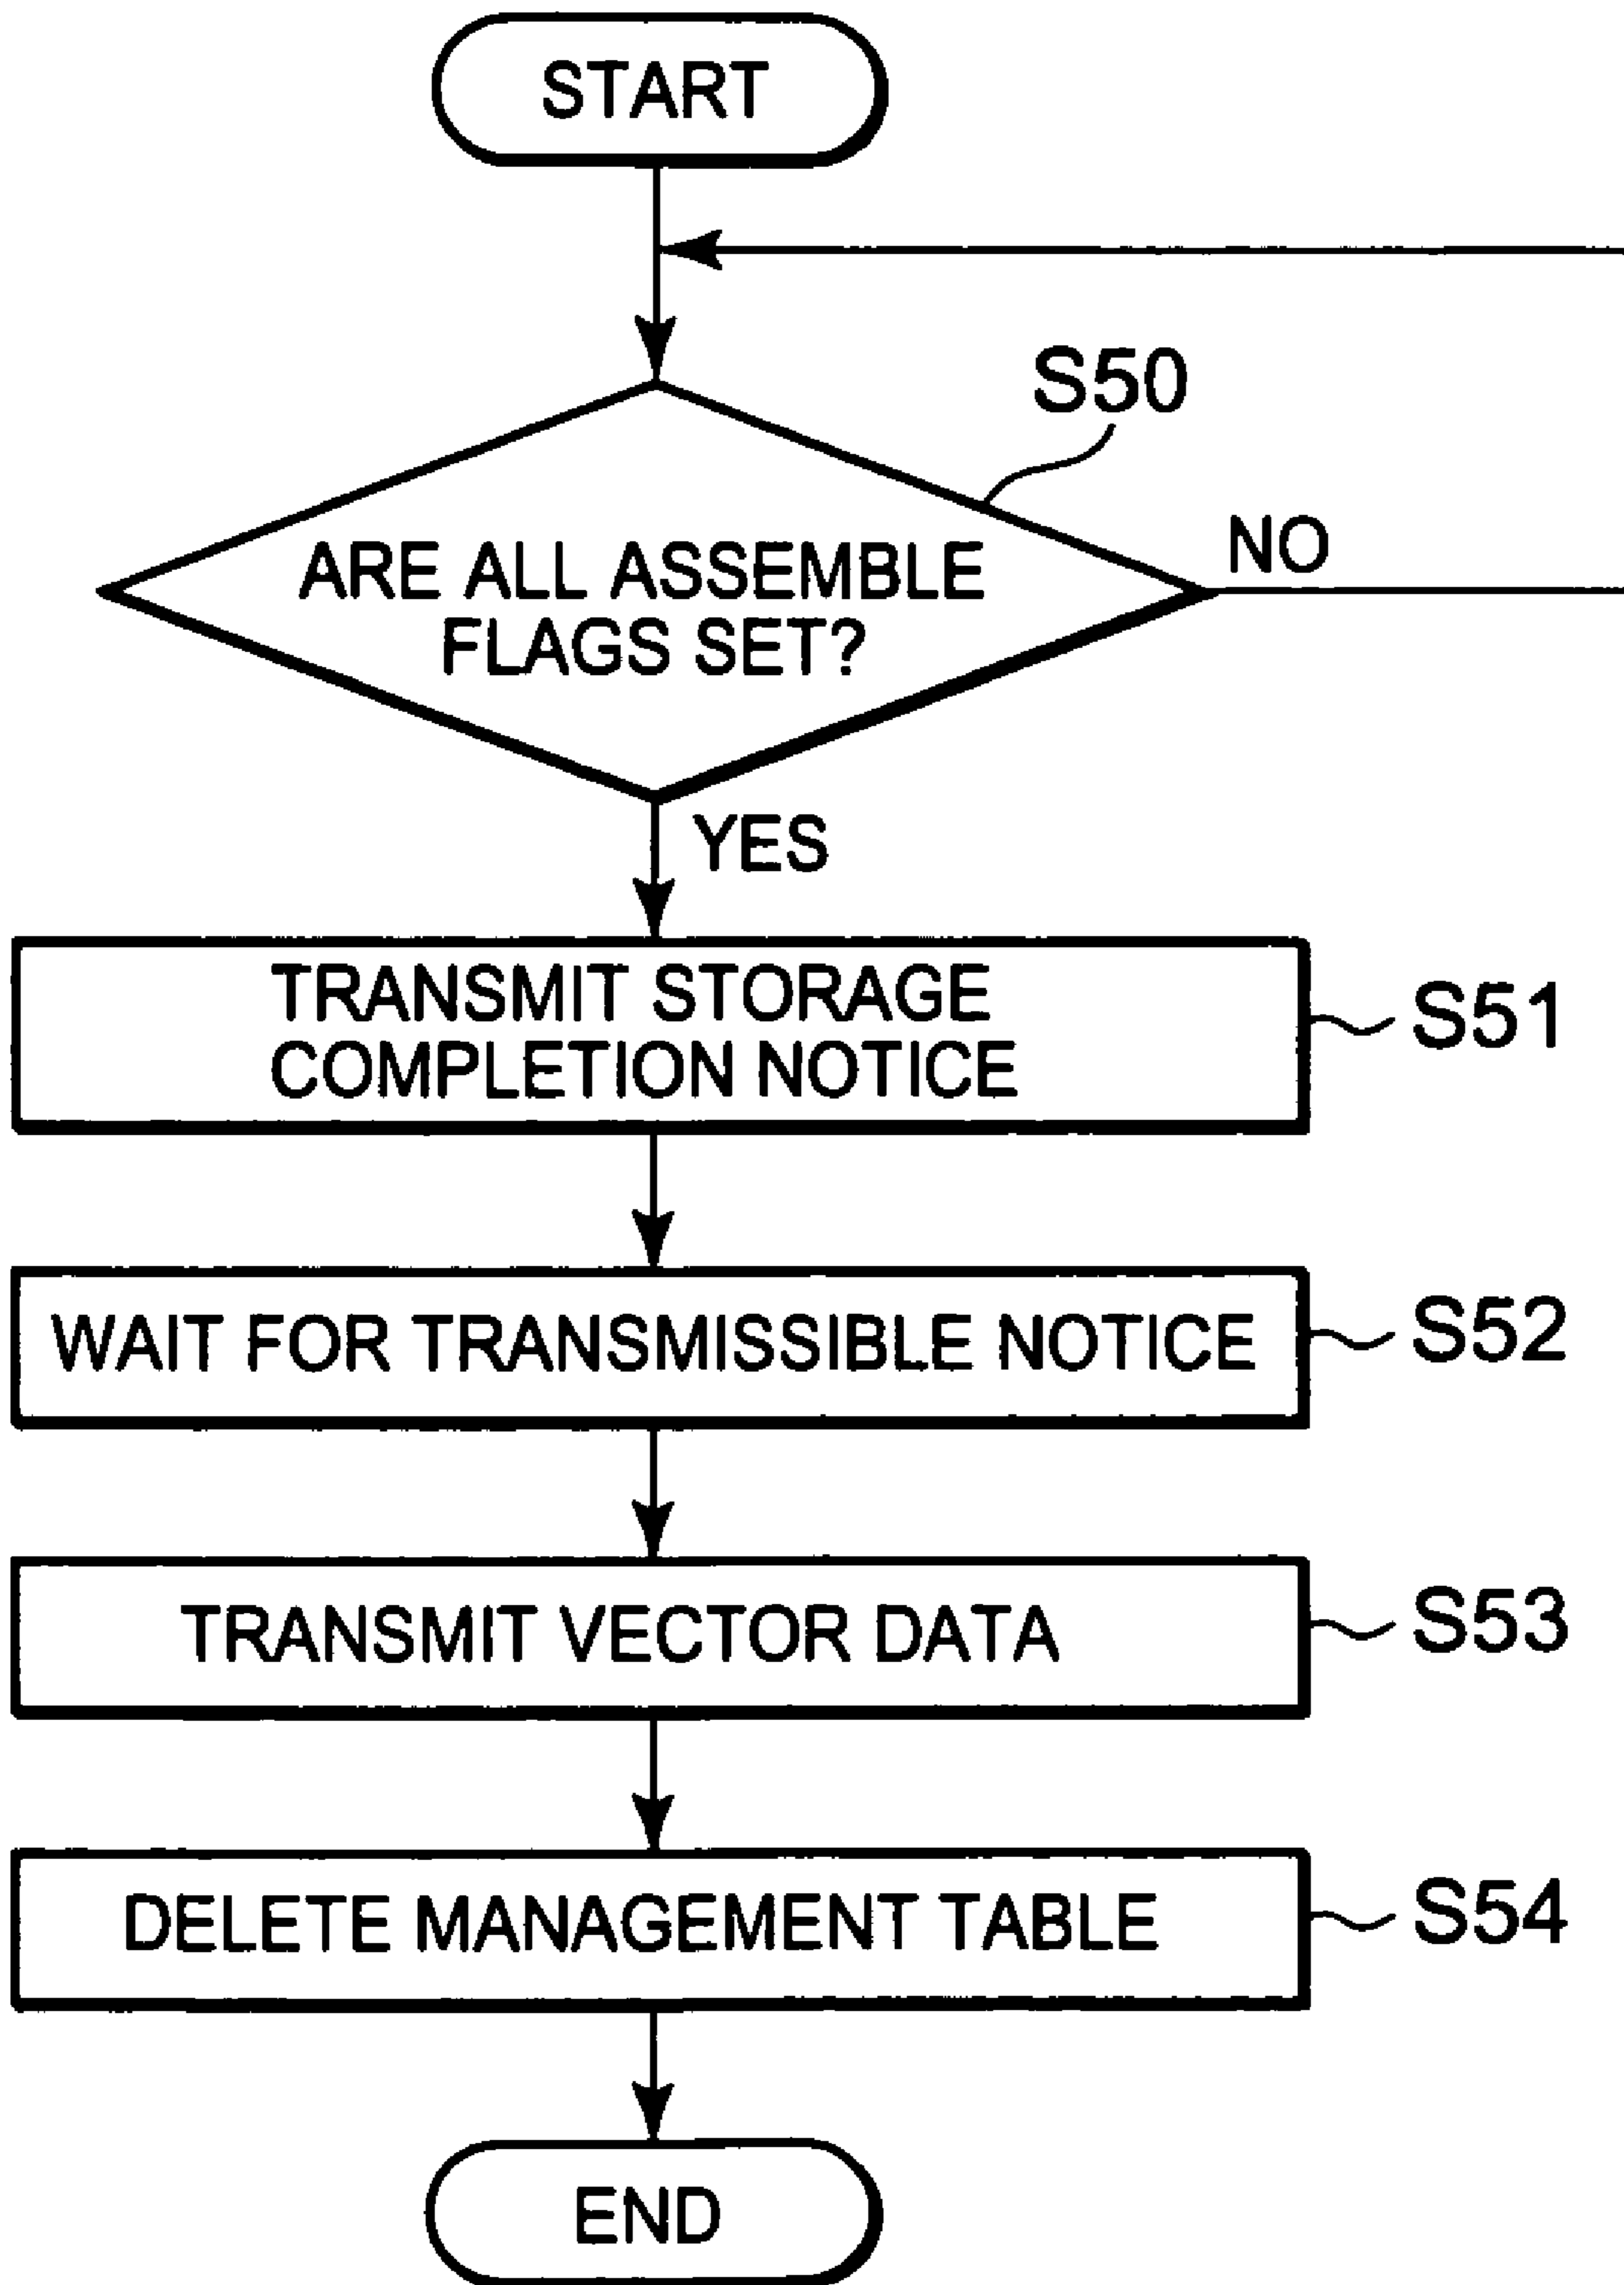 START
S50
ARE ALL ASSEMBLE
FLAGS SET?
NO
YES
TRANSMIT STORAGE
COMPLETION NOTICE
S51
WAIT FOR TRANSMISSIBLE NOTICE
S52
TRANSMIT VECTOR DATA
S53
DELETE MANAGEMENT TABLE
S54
END